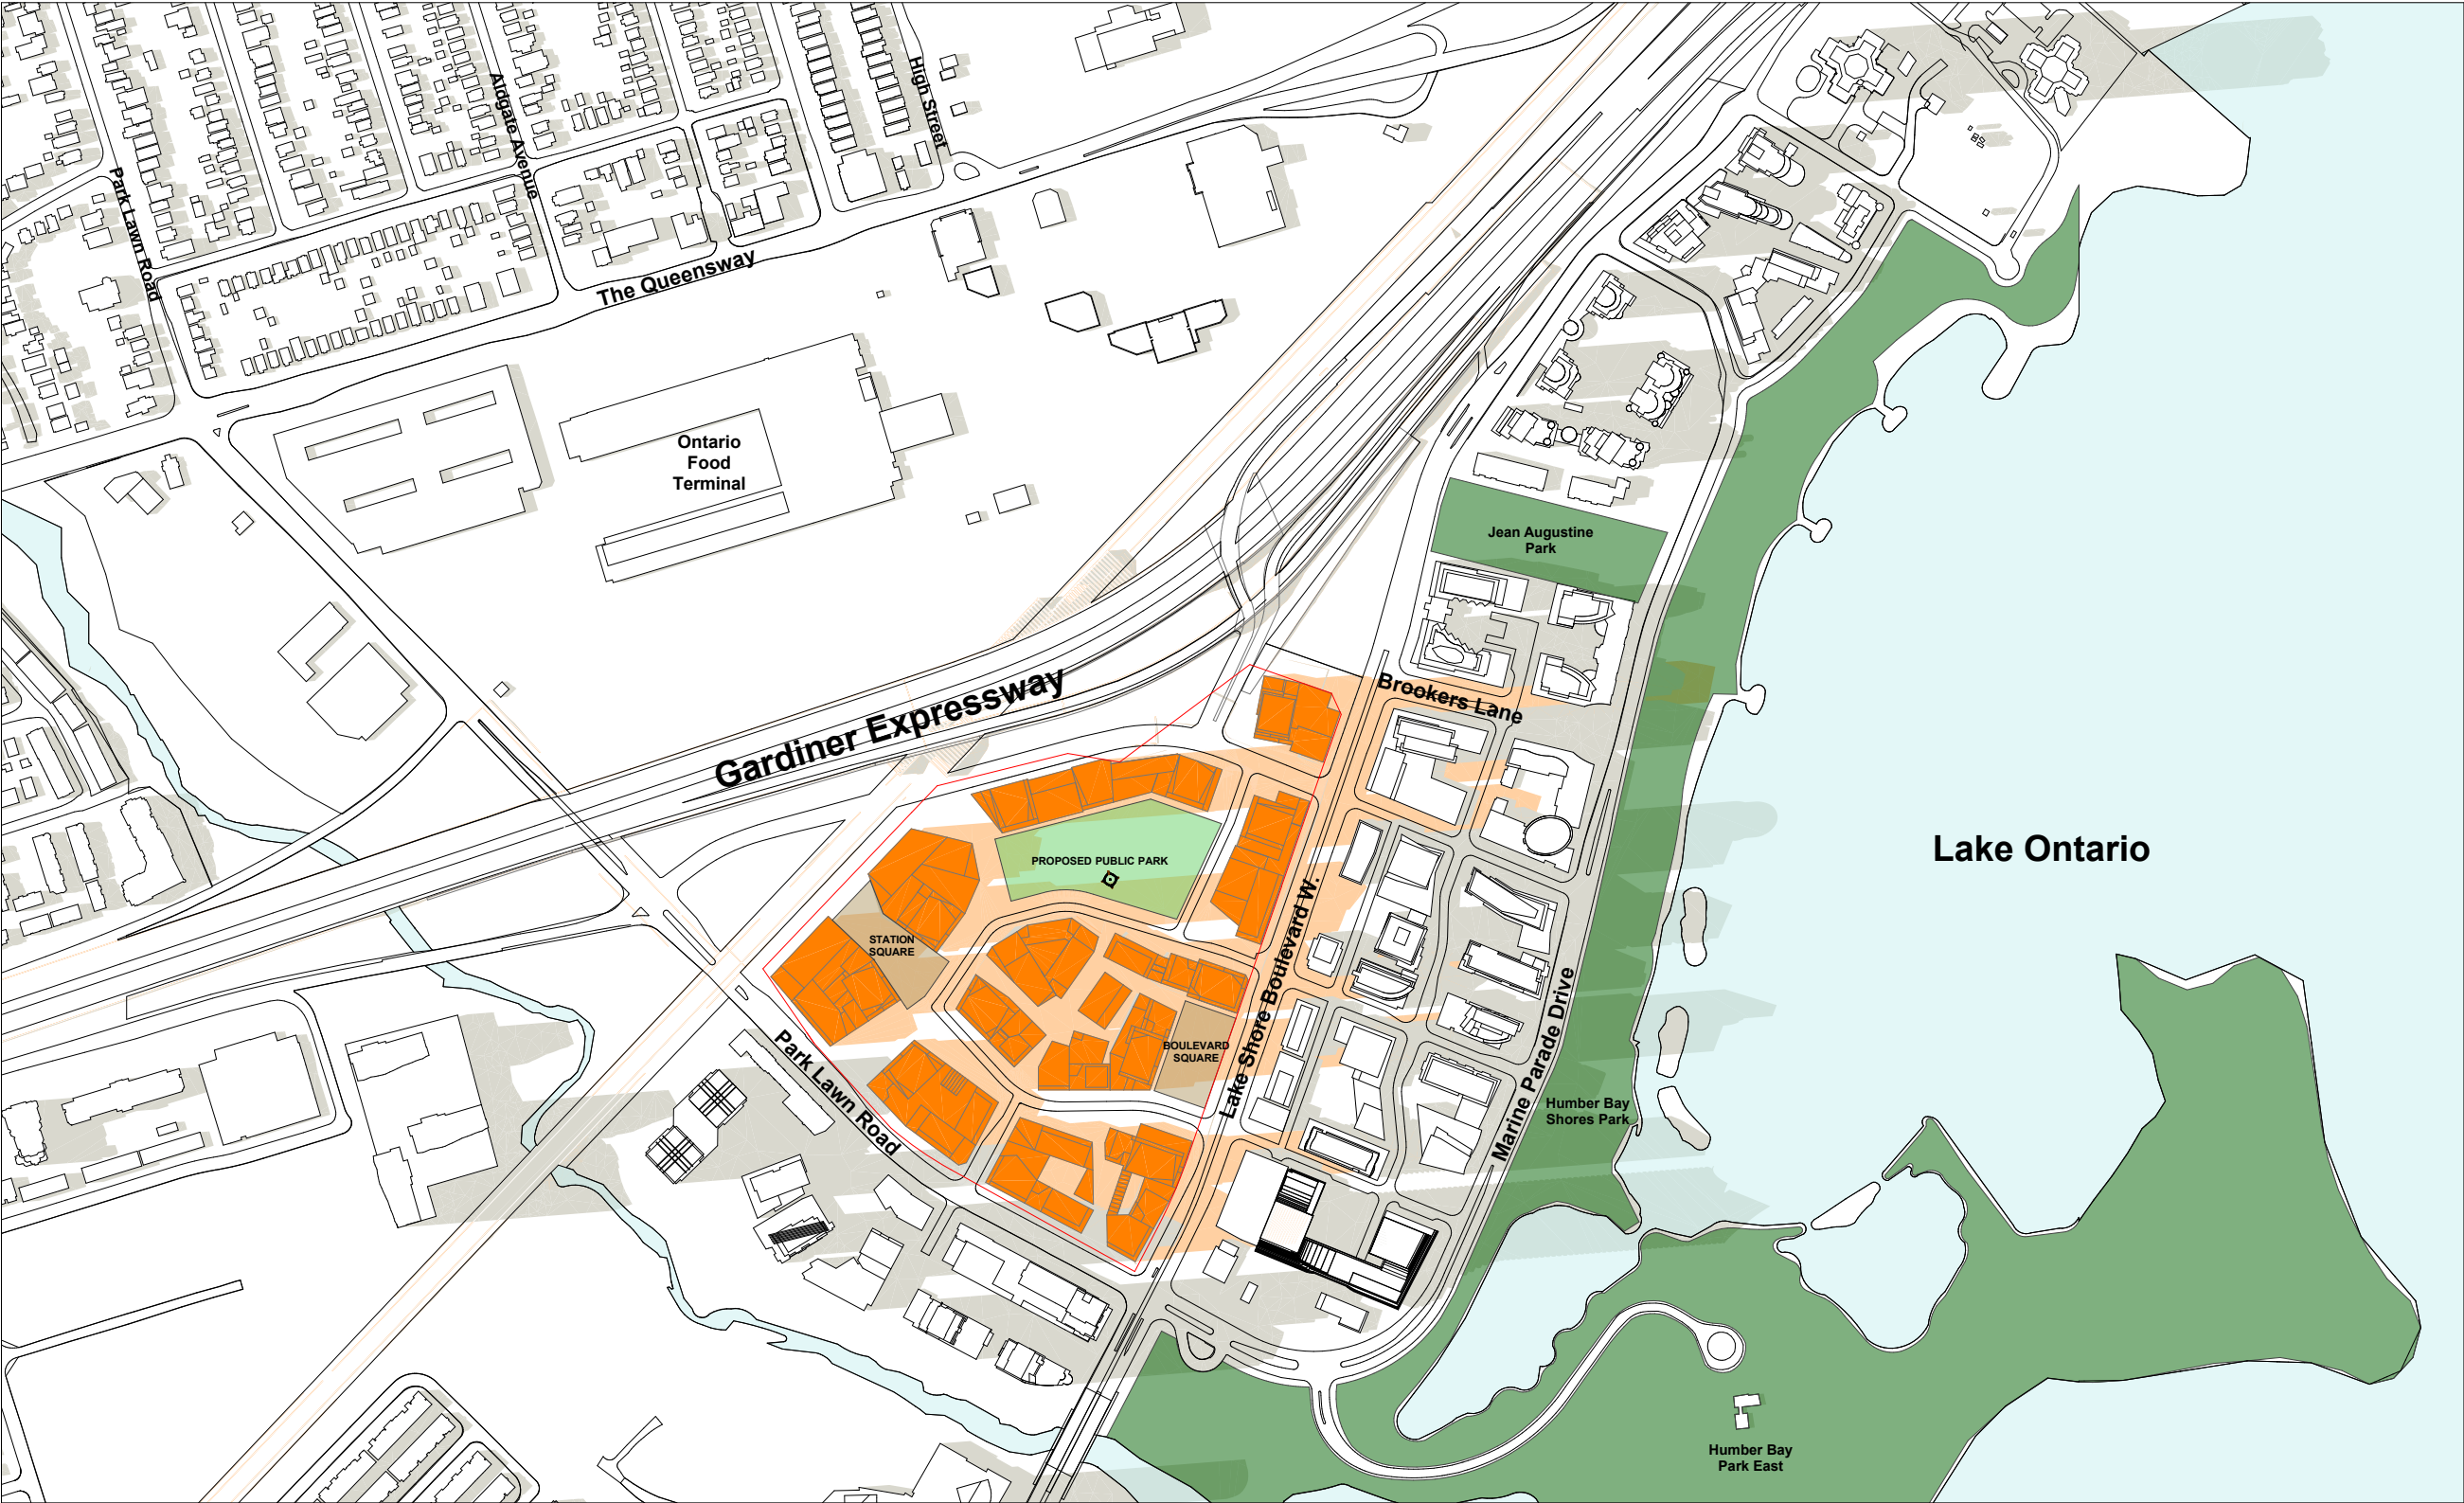 High Street
Aldgate Avenue
Park Lawn Road
The Queensway
Ontario
Food
Terminal
Jean Augustine
Park
Gardiner Expressway
Brookers Lane
Lake Ontario
PROPOSED PUBLIC PARK
STATION
SQUARE
Lake Shore Boulevard W.
BOULEVARD
SQUARE
Park Lawn Road
Marine Parade Drive
Humber Bay
Shores Park
Humber Bay
Park East